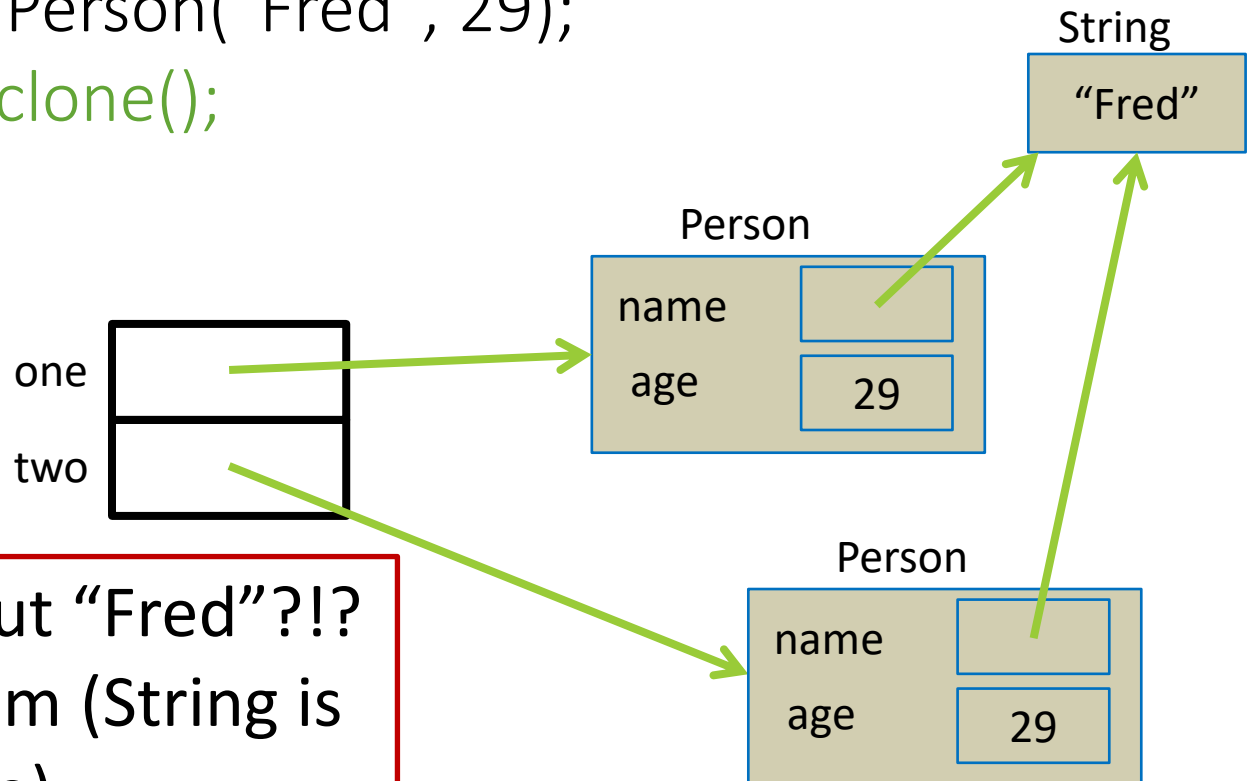 Person("Fred", 29);
clone();
String
“Fred”
Person
name
age
29
one
two
Person
name
age
29
ut “Fred”?!?
m (String is